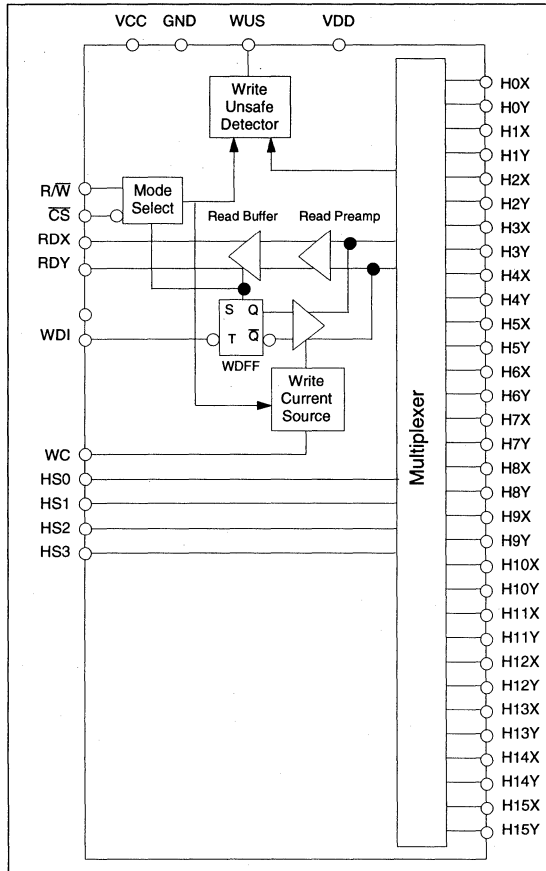 VCC GND WUS VDD
Write
Unsafe
Detector
R/W̅
C̅S̅
Mode
Select
RDX
RDY
Read Buffer Read Preamp
WDI
S Q
T Q̅
WDFF
Write
Current
Source
WC
HS0
HS1
HS2
HS3
Multiplexer
H0X
H0Y
H1X
H1Y
H2X
H2Y
H3X
H3Y
H4X
H4Y
H5X
H5Y
H6X
H6Y
H7X
H7Y
H8X
H8Y
H9X
H9Y
H10X
H10Y
H11X
H11Y
H12X
H12Y
H13X
H13Y
H14X
H14Y
H15X
H15Y